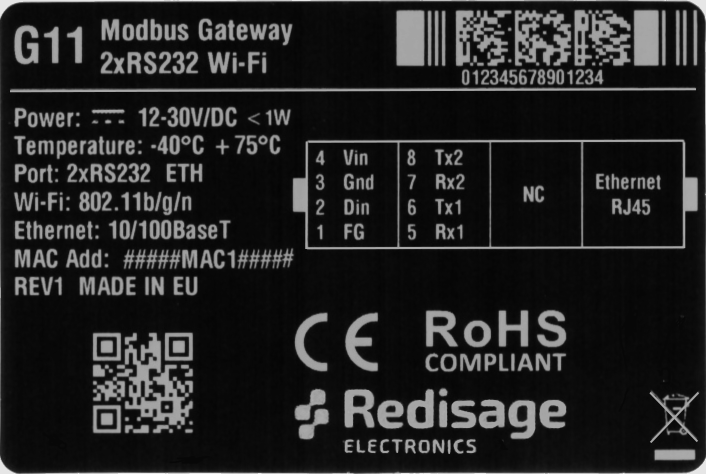 G11 Modbus Gateway
2xRS232 Wi-Fi
012345678901234
Power: 12-30V/DC <1W
Temperature: -40°C +75°C
Port: 2xRS232 ETH
Wi-Fi: 802.11b/g/n
Ethernet: 10/100BaseT
MAC Add: #####MAC1#####
REV1 MADE IN EU
4 Vin 8 Tx2
3 Gnd 7 Rx2
2 Din 6 Tx1
1 FG 5 Rx1
NC
Ethernet
RJ45
CE
RoHS
COMPLIANT
Redisage
ELECTRONICS